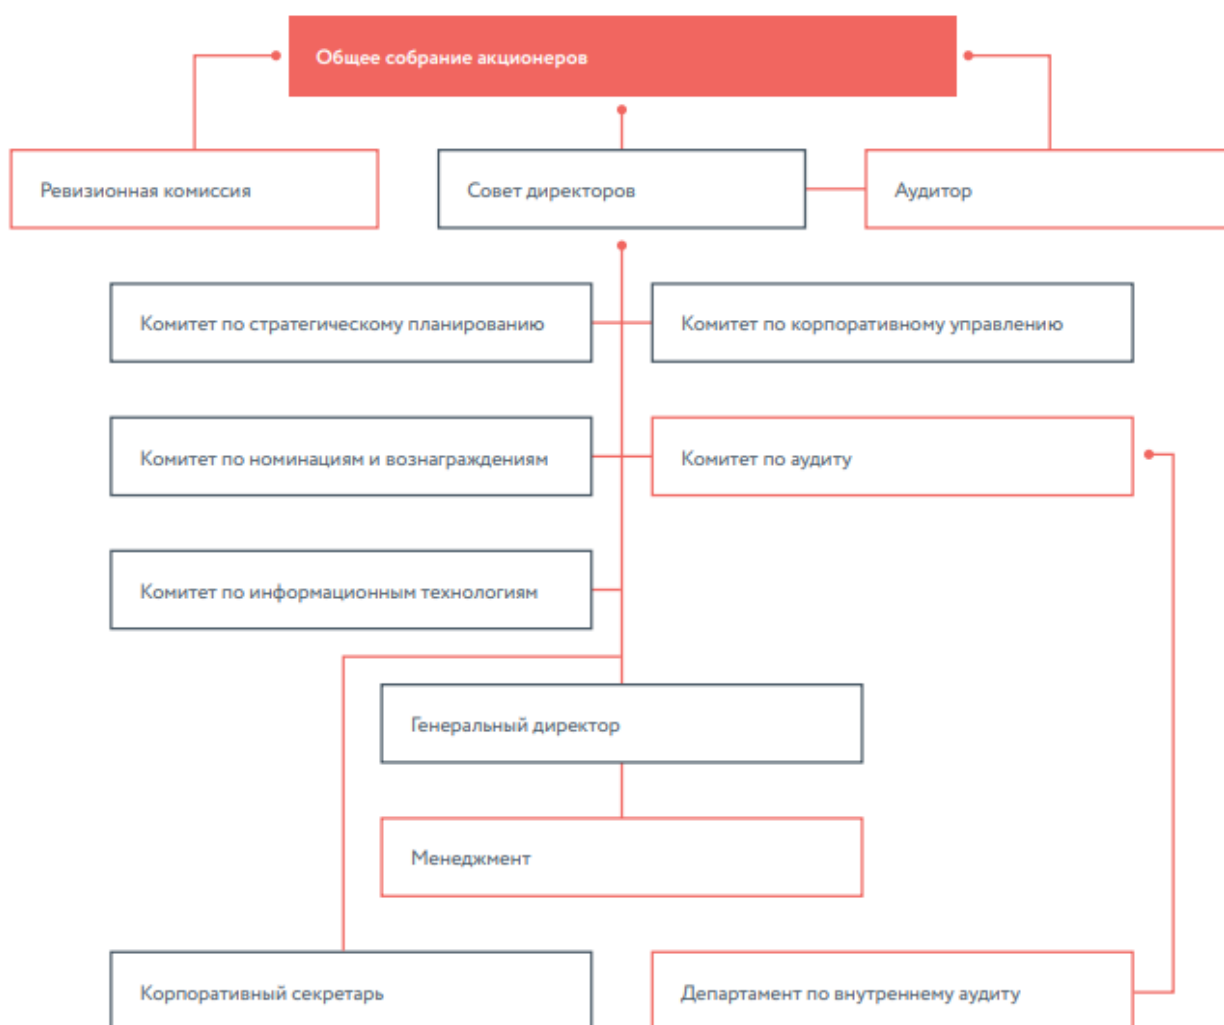 Общее собрание акционеров
Ревизионная комиссия
Совет директоров
Аудитор
Комитет по стратегическому планированию
Комитет по корпоративному управлению
Комитет по номинациям и вознаграждениям
Комитет по аудиту
Комитет по информационным технологиям
Генеральный директор
Менеджмент
Корпоративный секретарь
Департамент по внутреннему аудиту